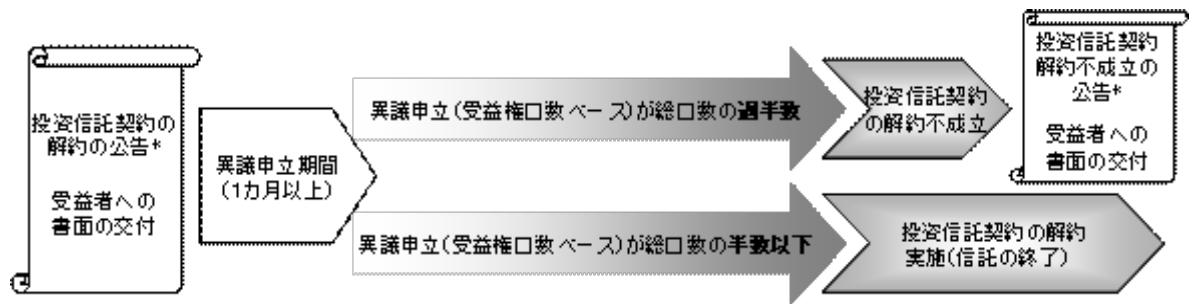 投資信託契約の
解約の公告*
受益者への
書面の交付
異議申立期間
(1カ月以上)
異議申立(受益権口数ベース)が総口数の過半数
投資信託契約
の解約不成立
投資信託契約
解約不成立の
公告*
受益者への
書面の交付
異議申立(受益権口数ベース)が総口数の半数以下
投資信託契約の解約
実施(信託の終了)